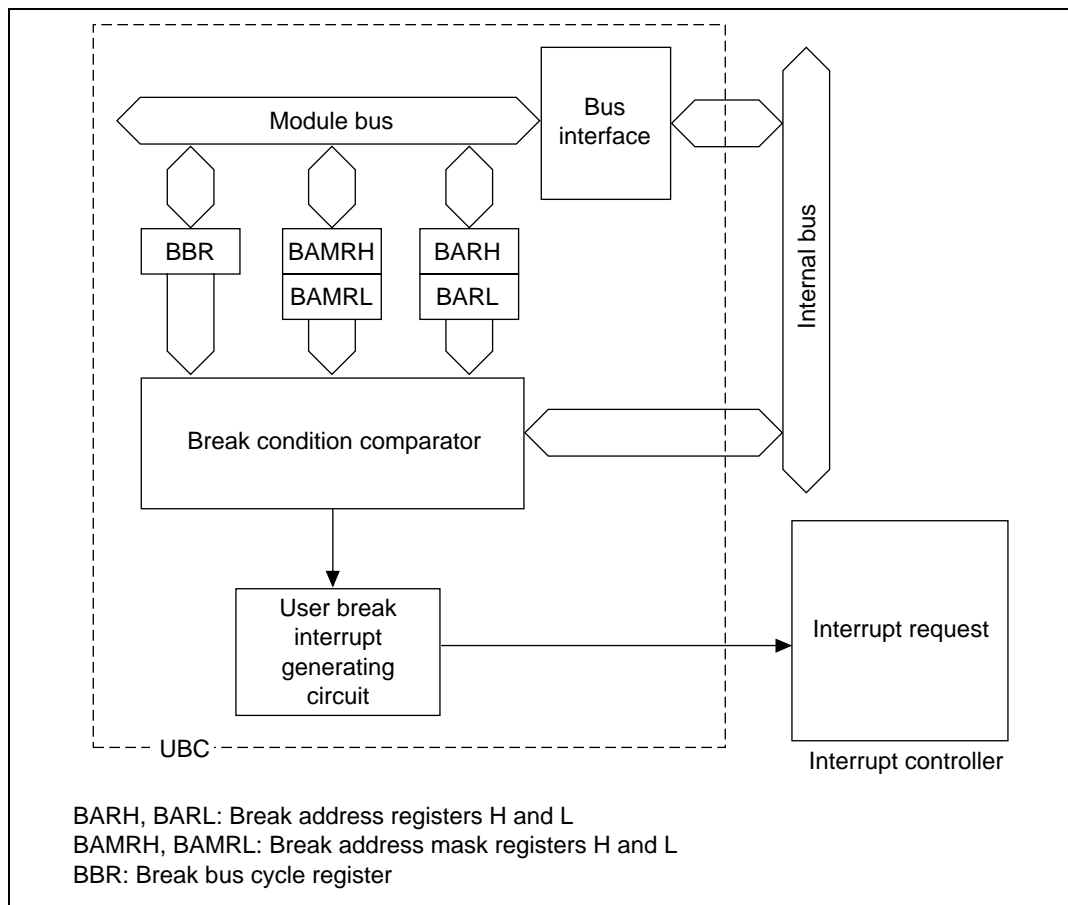 Bus
interface
Module bus
Internal bus
BBR
BAMRH
BARH
BAMRL
BARL
Break condition comparator
User break
interrupt
generating
circuit
Interrupt request
UBC
Interrupt controller
BARH, BARL: Break address registers H and L
BAMRH, BAMRL: Break address mask registers H and L
BBR: Break bus cycle register